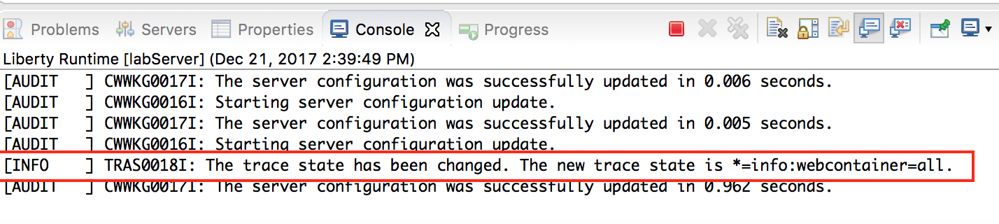 Problems Servers Properties Console Progress
Liberty Runtime [labServer] (Dec 21, 2017 2:39:49 PM)
[AUDIT   ] CWWKG0017I: The server configuration was successfully updated in 0.006 seconds.
[AUDIT   ] CWWKG0016I: Starting server configuration update.
[AUDIT   ] CWWKG0017I: The server configuration was successfully updated in 0.005 seconds.
[AUDIT   ] CWWKG0016I: Starting server configuration update.
[INFO    ] TRAS0018I: The trace state has been changed. The new trace state is *=info:webcontainer=all.
[AUDIT   ] CWWKG0017I: The server configuration was successfully updated in 0.962 seconds.